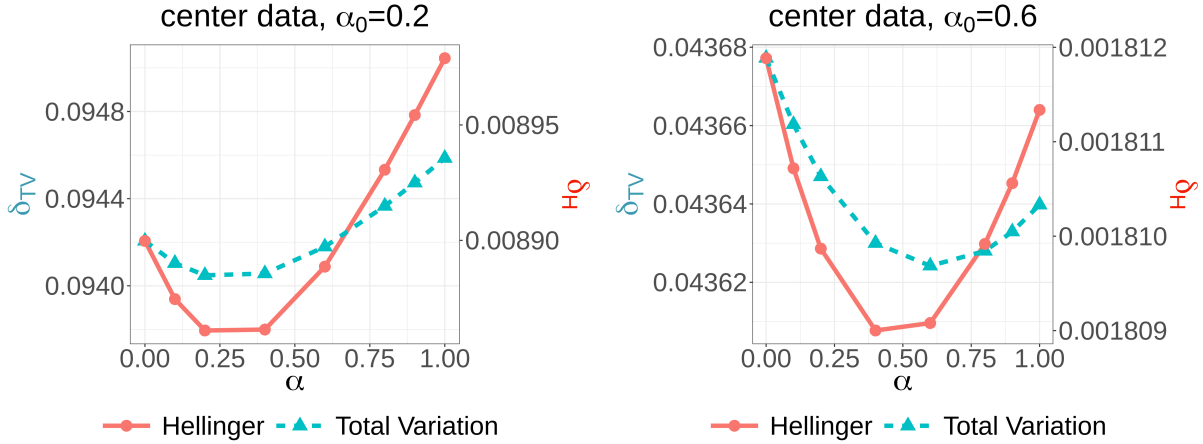 center data, α₀=0.2
δTV
0.0948
0.0944
0.0940
0.00895
0.00890
δH
0.00 0.25 0.50 0.75 1.00
α
Hellinger Total Variation
center data, α₀=0.6
δTV
0.04368
0.04366
0.04364
0.04362
0.001812
0.001811
0.001810
0.001809
δH
0.00 0.25 0.50 0.75 1.00
α
Hellinger Total Variation